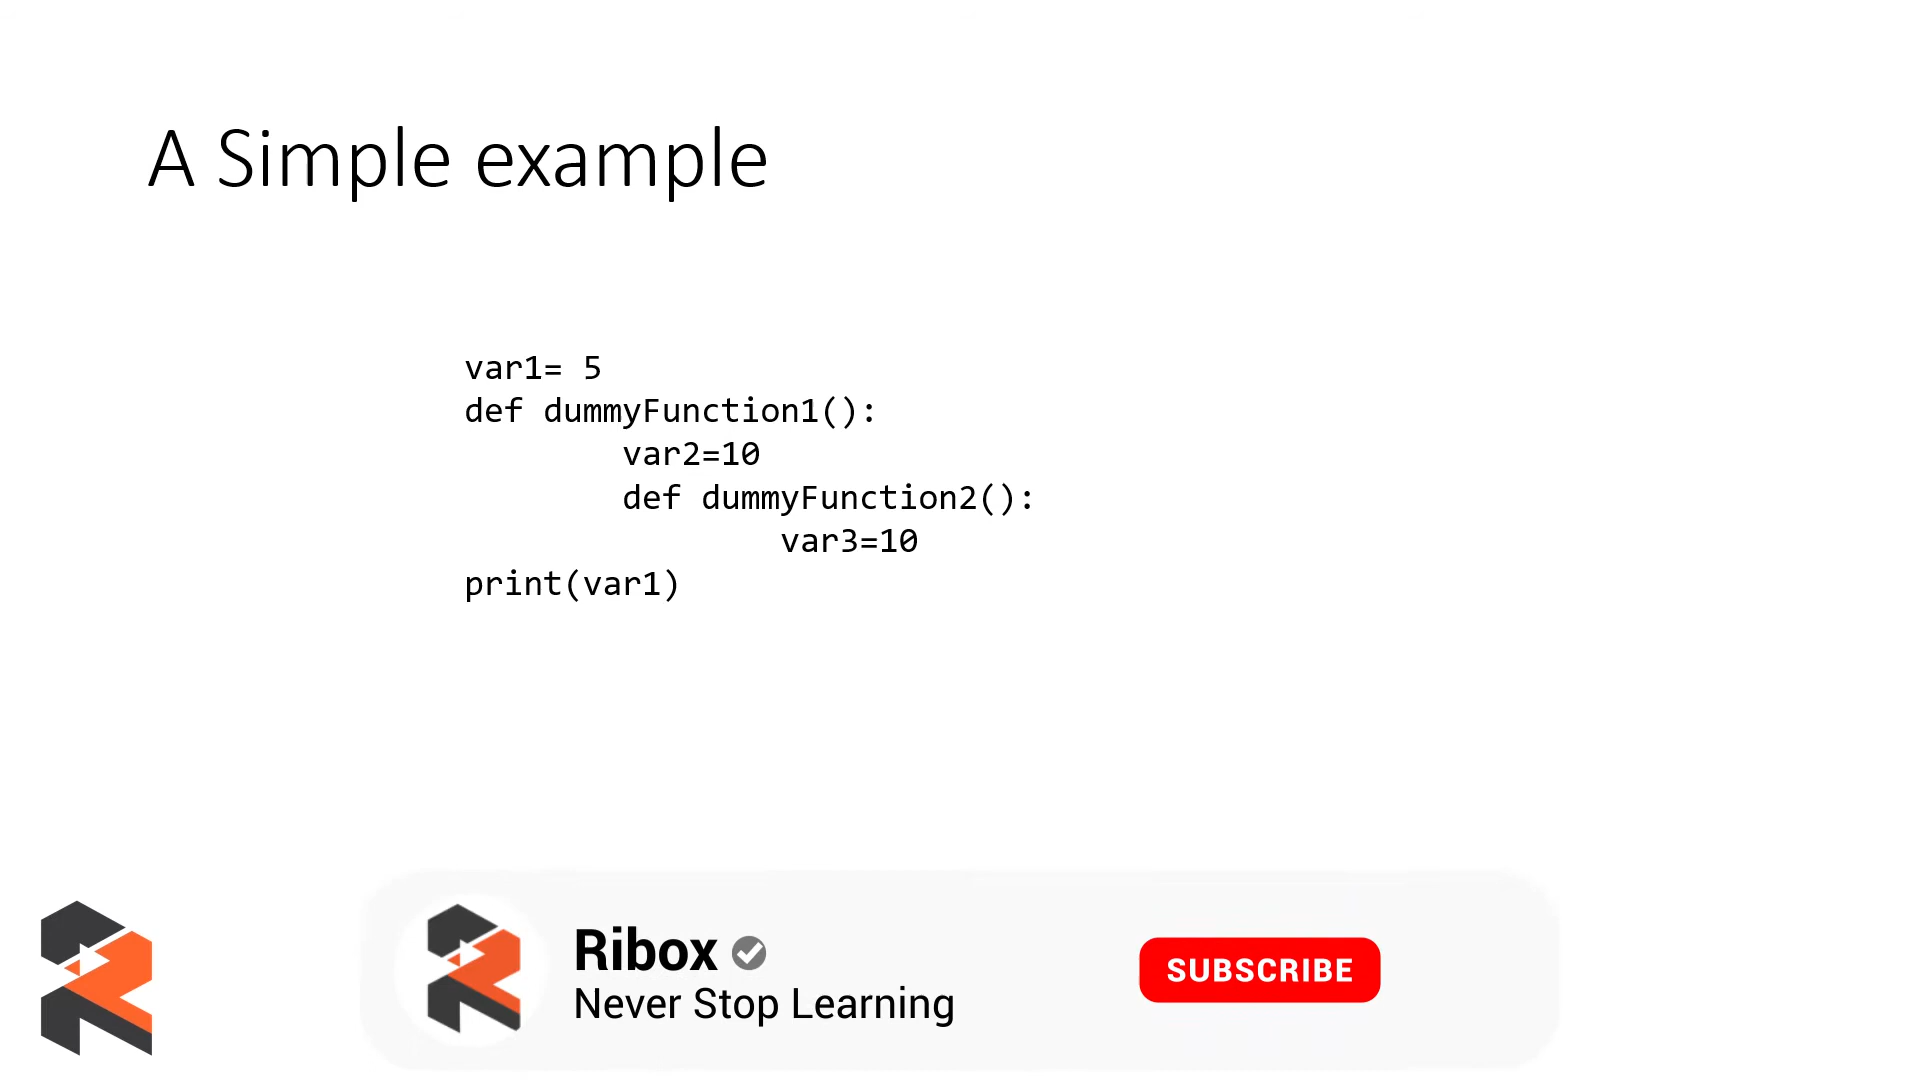 A Simple example
var1= 5
def dummyFunction1():
        var2=10
        def dummyFunction2():
                var3=10
print(var1)
Ribox
Never Stop Learning
SUBSCRIBE